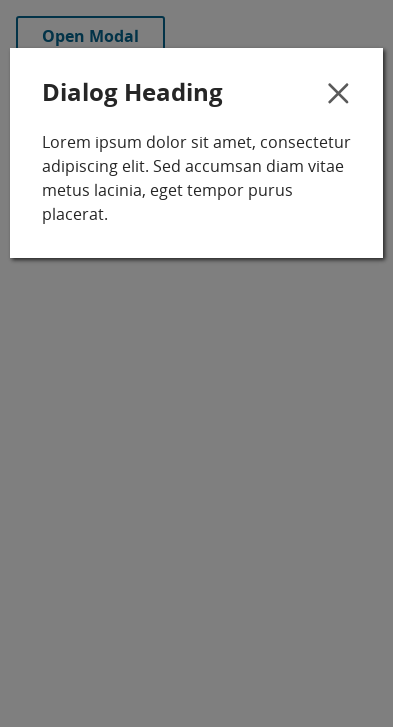 Open Modal
Dialog Heading
Lorem ipsum dolor sit amet, consectetur
adipiscing elit. Sed accumsan diam vitae
metus lacinia, eget tempor purus
placerat.